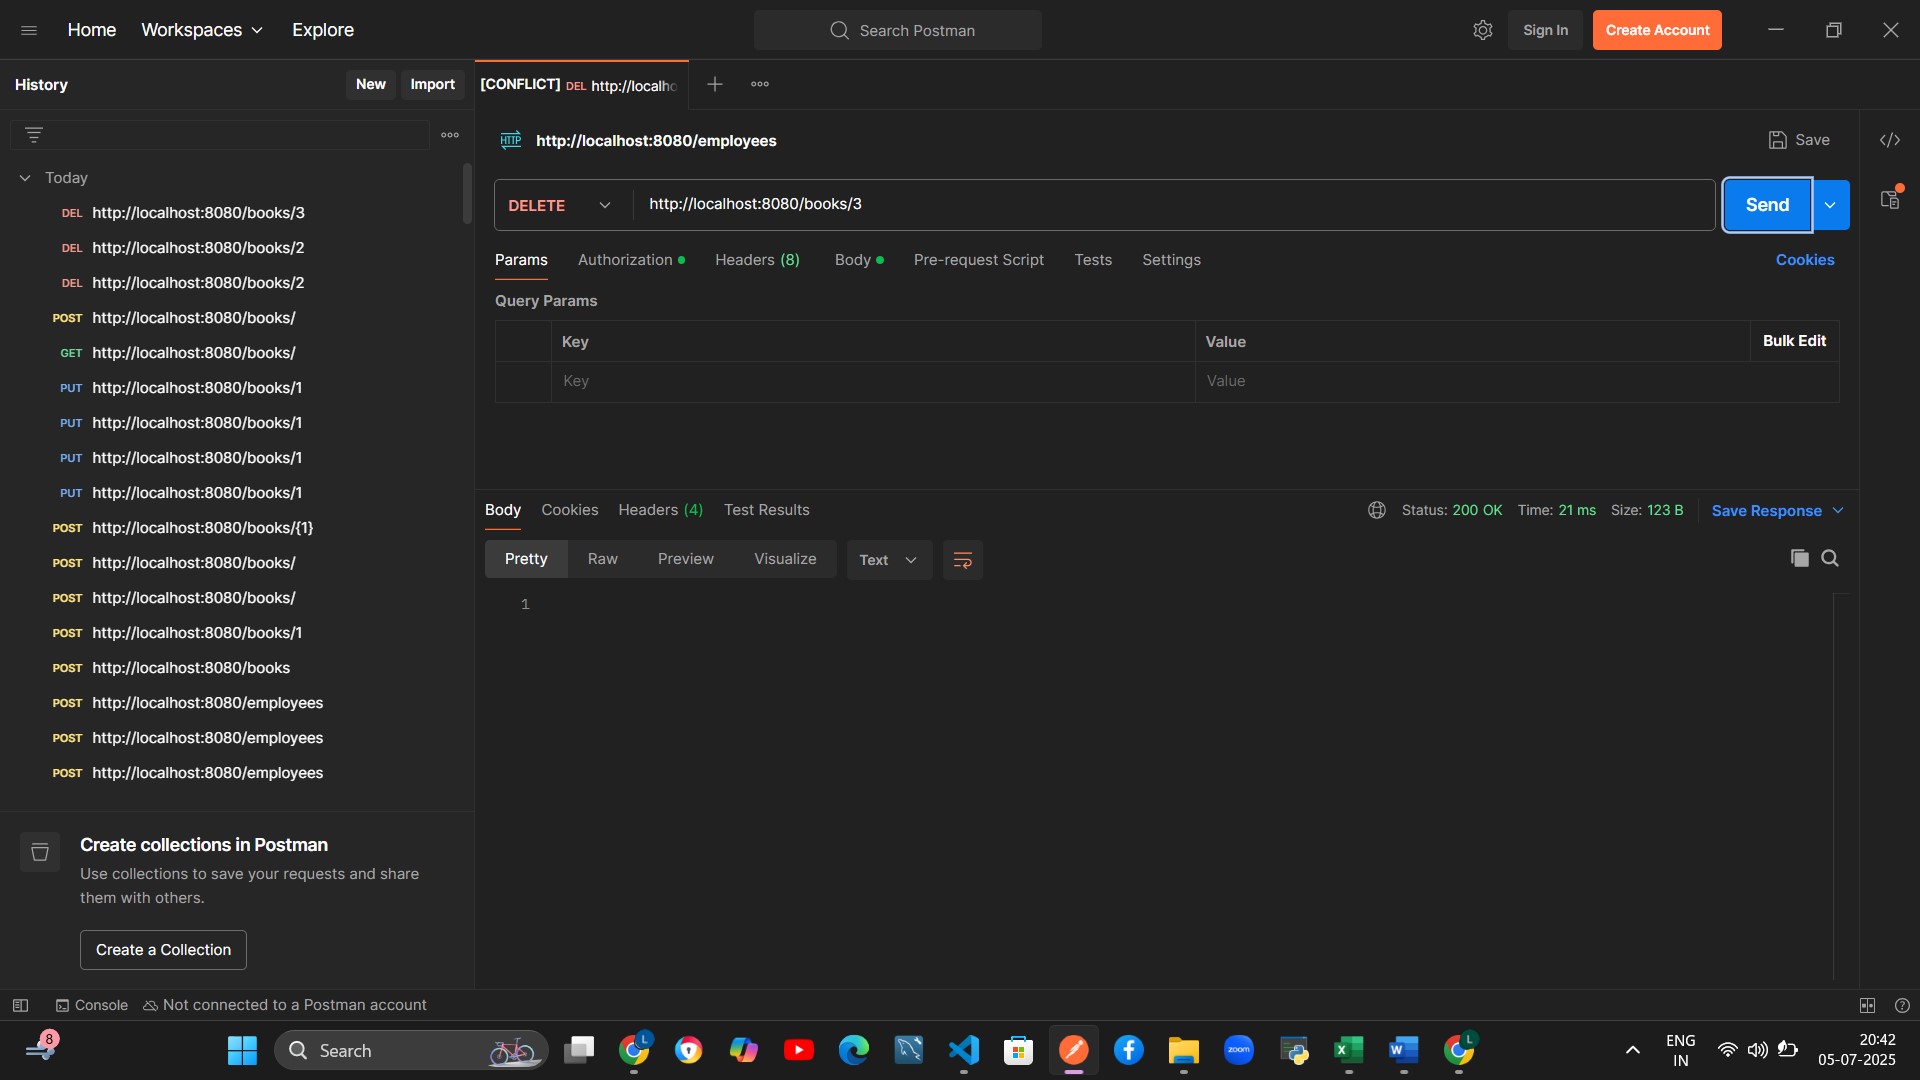 Home Workspaces Explore
Search Postman
Sign In Create Account
History New Import
[CONFLICT] DEL http://localho
Today
DEL http://localhost:8080/books/3
DEL http://localhost:8080/books/2
DEL http://localhost:8080/books/2
POST http://localhost:8080/books/
GET http://localhost:8080/books/
PUT http://localhost:8080/books/1
PUT http://localhost:8080/books/1
PUT http://localhost:8080/books/1
PUT http://localhost:8080/books/1
POST http://localhost:8080/books/{1}
POST http://localhost:8080/books/
POST http://localhost:8080/books/
POST http://localhost:8080/books/1
POST http://localhost:8080/books
POST http://localhost:8080/employees
POST http://localhost:8080/employees
POST http://localhost:8080/employees
Create collections in Postman
Use collections to save your requests and share
them with others.
Create a Collection
HTTP http://localhost:8080/employees
Save </>
DELETE http://localhost:8080/books/3
Send
Params Authorization Headers (8) Body Pre-request Script Tests Settings Cookies
Query Params
Key Value Bulk Edit
Key Value
Body Cookies Headers (4) Test Results Status: 200 OK Time: 21 ms Size: 123 B Save Response
Pretty Raw Preview Visualize Text
1
Console Not connected to a Postman account
8
Search
L
zoom
X
W
L
ENG
IN
20:42
05-07-2025